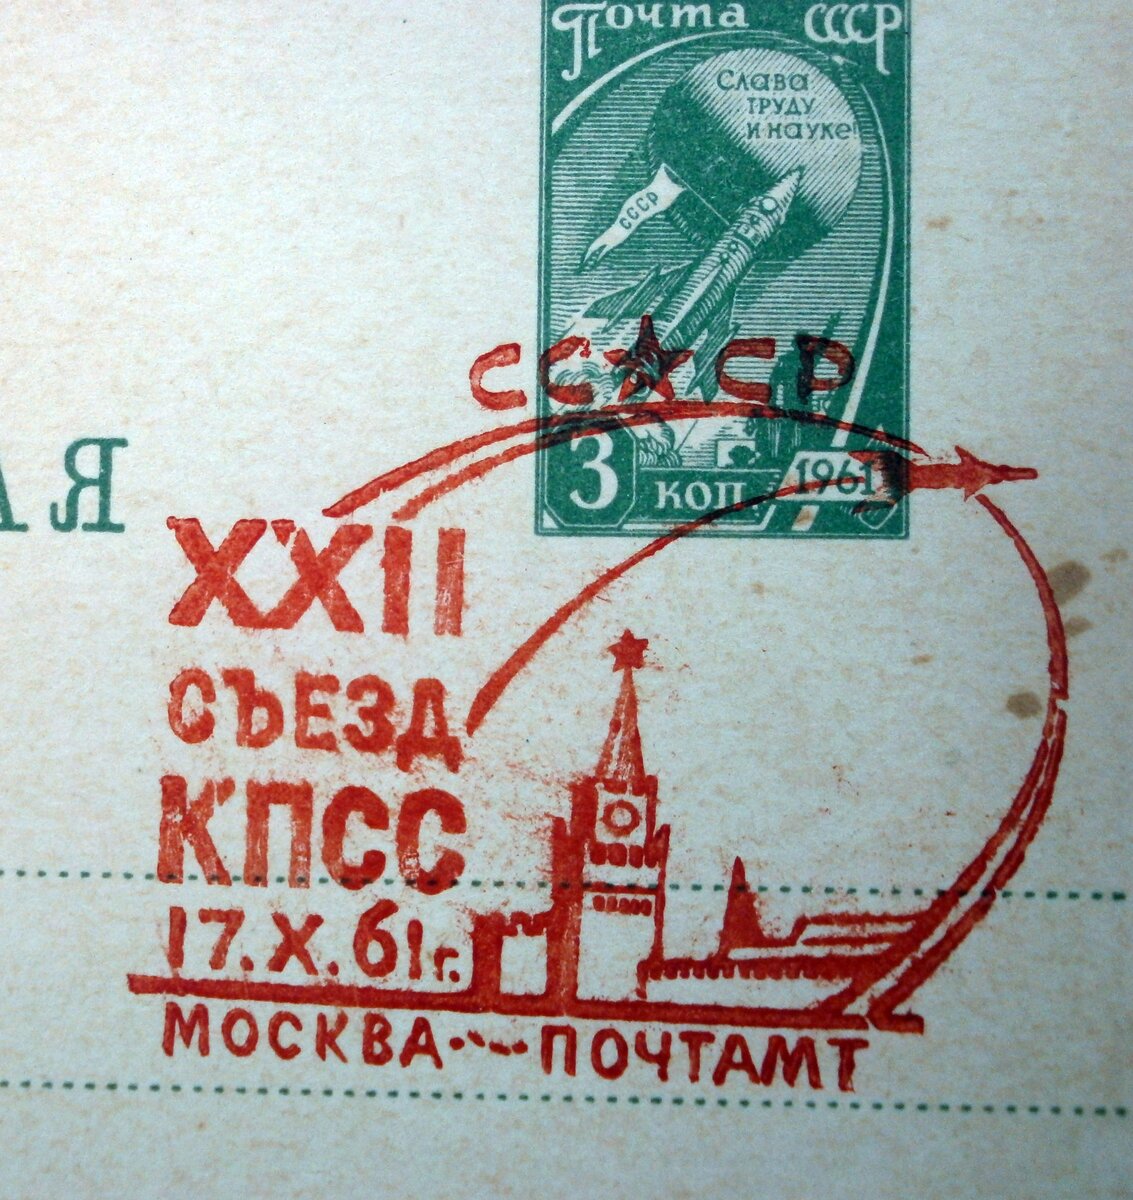 Почта СССР
Слава
труду
и науке!
СССР
СССР
3 коп. 1961
АЯ
XXII
СЪЕЗД
КПСС
17.X.61г.
МОСКВА ПОЧТАМТ